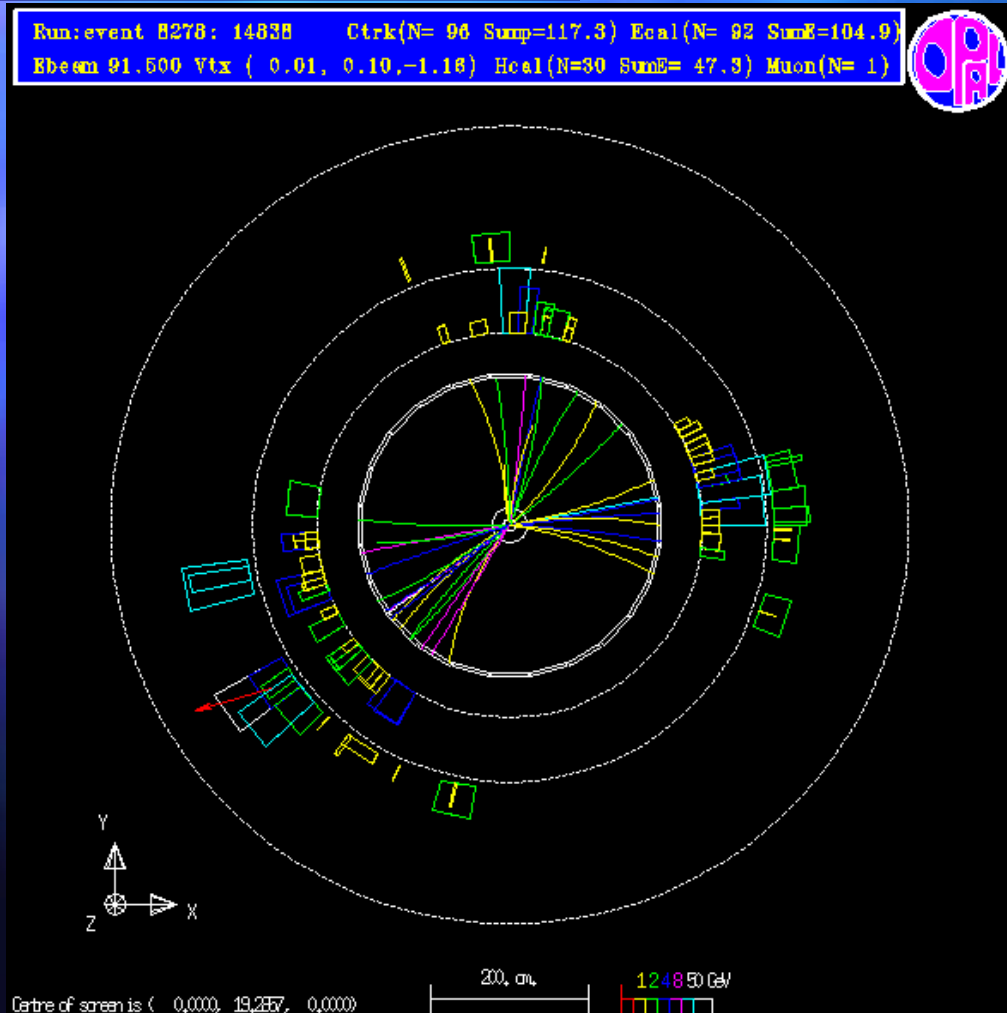 Run:event 8278: 14838 Ctrk(N= 96 Sump=117.3) Ecal(N= 92 SumE=104.9)
Ebeam 91.500 Vtx ( 0.01, 0.10,-1.16) Hcal(N=30 SumE= 47.3) Muon(N= 1)
OPAL
Y
X
Z
200. cm.
1 2 4 8 50 GeV
Centre of screen is ( 0.0000, 19.2857, 0.0000)